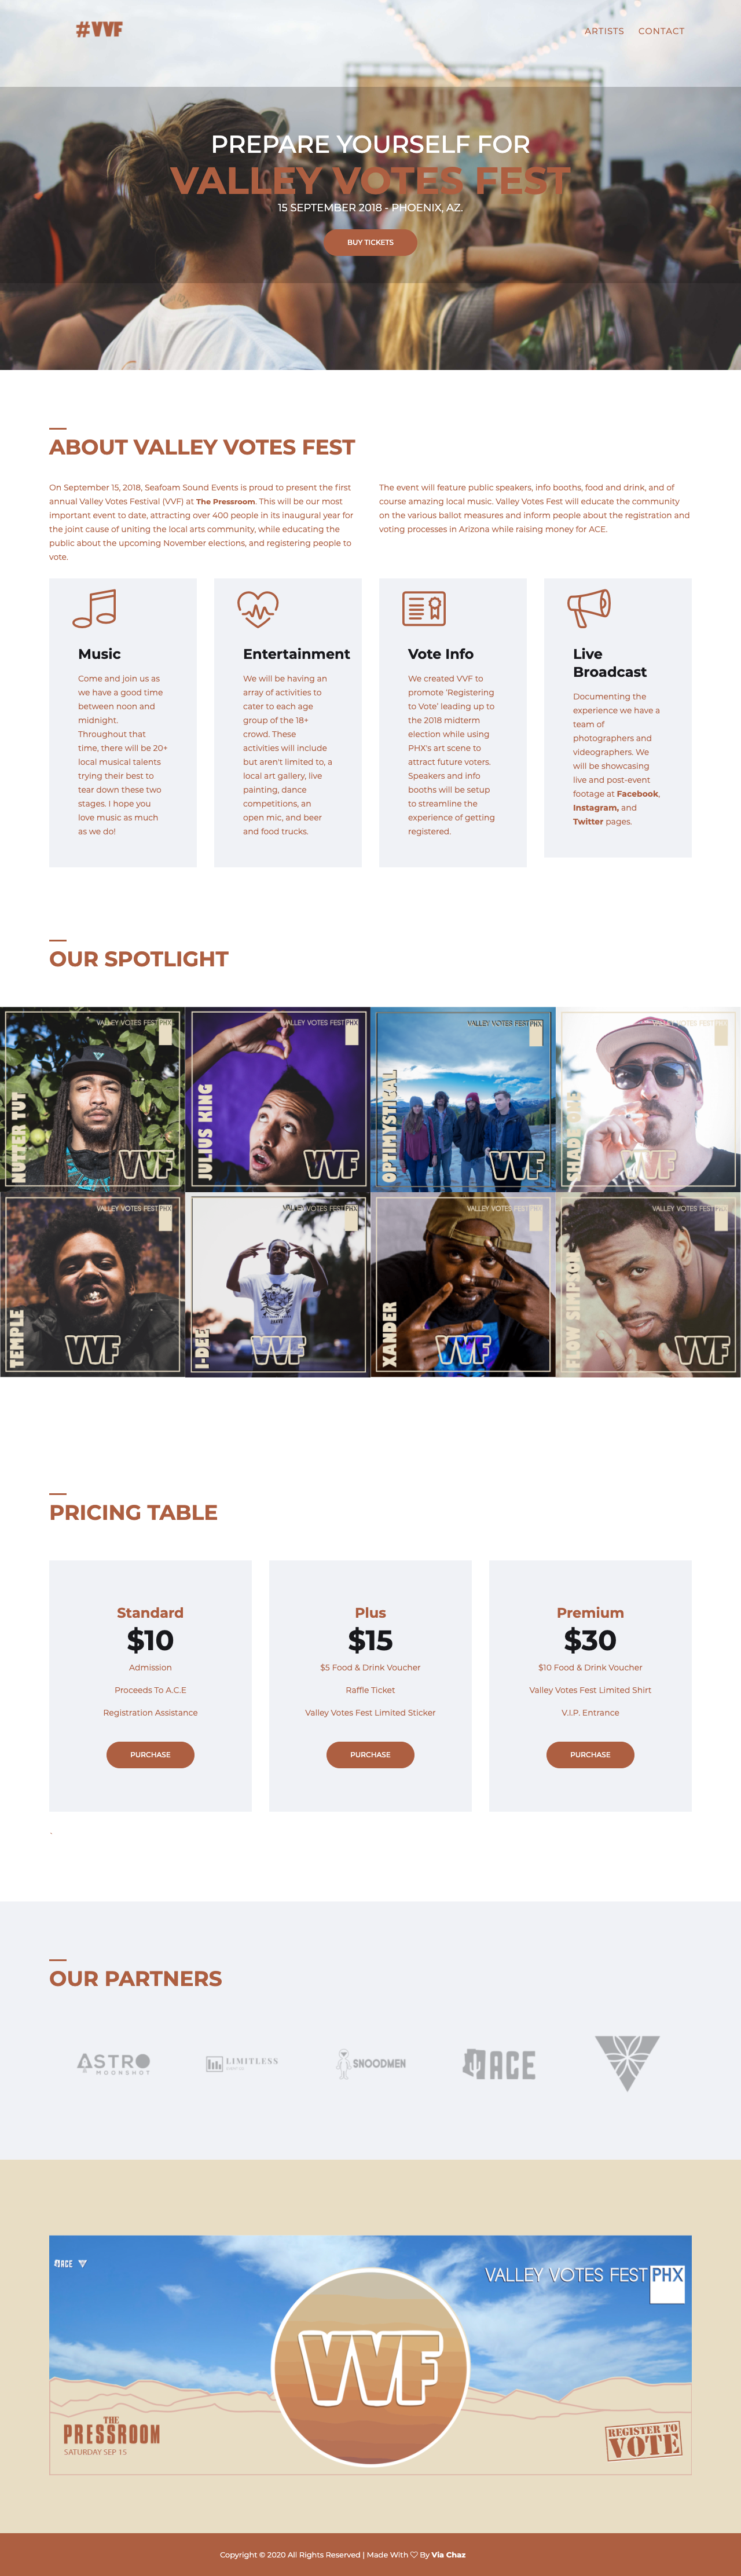 #VVF
ARTISTS CONTACT
PREPARE YOURSELF FOR
VALLEY VOTES FEST
15 SEPTEMBER 2018 - PHOENIX, AZ.
BUY TICKETS
ABOUT VALLEY VOTES FEST
On September 15, 2018, Seafoam Sound Events is proud to present the first
annual Valley Votes Festival (VVF) at The Pressroom. This will be our most
important event to date, attracting over 400 people in its inaugural year for
the joint cause of uniting the local arts community, while educating the
public about the upcoming November elections, and registering people to
vote.
The event will feature public speakers, info booths, food and drink, and of
course amazing local music. Valley Votes Fest will educate the community
on the various ballot measures and inform people about the registration and
voting processes in Arizona while raising money for ACE.
Music
Come and join us as
we have a good time
between noon and
midnight.
Throughout that
time, there will be 20+
local musical talents
trying their best to
tear down these two
stages. I hope you
love music as much
as we do!
Entertainment
We will be having an
array of activities to
cater to each age
group of the 18+
crowd. These
activities will include
but aren't limited to, a
local art gallery, live
painting, dance
competitions, an
open mic, and beer
and food trucks.
Vote Info
We created VVF to
promote 'Registering
to Vote' leading up to
the 2018 midterm
election while using
PHX's art scene to
attract future voters.
Speakers and info
booths will be setup
to streamline the
experience of getting
registered.
Live
Broadcast
Documenting the
experience we have a
team of
photographers and
videographers. We
will be showcasing
live and post-event
footage at Facebook,
Instagram, and
Twitter pages.
OUR SPOTLIGHT
VALLEY VOTES FEST PHX
NUTTER TUT
VVF
VALLEY VOTES FEST PHX
JULIUS KING
VVF
VALLEY VOTER FEST PHX
OPTIMYSTICAL
VVF
VALLEY VOTES FEST
VVF
VALLEY VOTES FEST PHX
TEMPLE
VVF
VALLEY VOTES FEST PHX
I-DEE
VVF
VALLEY VOTES FEST PHX
XANDER
VVF
VALLEY VOTES FEST PHX
VVF
PRICING TABLE
Standard
$10
Admission
Proceeds To A.C.E
Registration Assistance
PURCHASE
Plus
$15
$5 Food & Drink Voucher
Raffle Ticket
Valley Votes Fest Limited Sticker
PURCHASE
Premium
$30
$10 Food & Drink Voucher
Valley Votes Fest Limited Shirt
V.I.P. Entrance
PURCHASE
.
OUR PARTNERS
ASTRO
MOONSHOT
LIMITLESS
SNOODMEN
ACE
ACE
VALLEY VOTES FEST PHX
VVF
THE
PRESSROOM
SATURDAY SEP 15
REGISTER TO
VOTE
Copyright © 2020 All Rights Reserved | Made With ♡ By Via Chaz